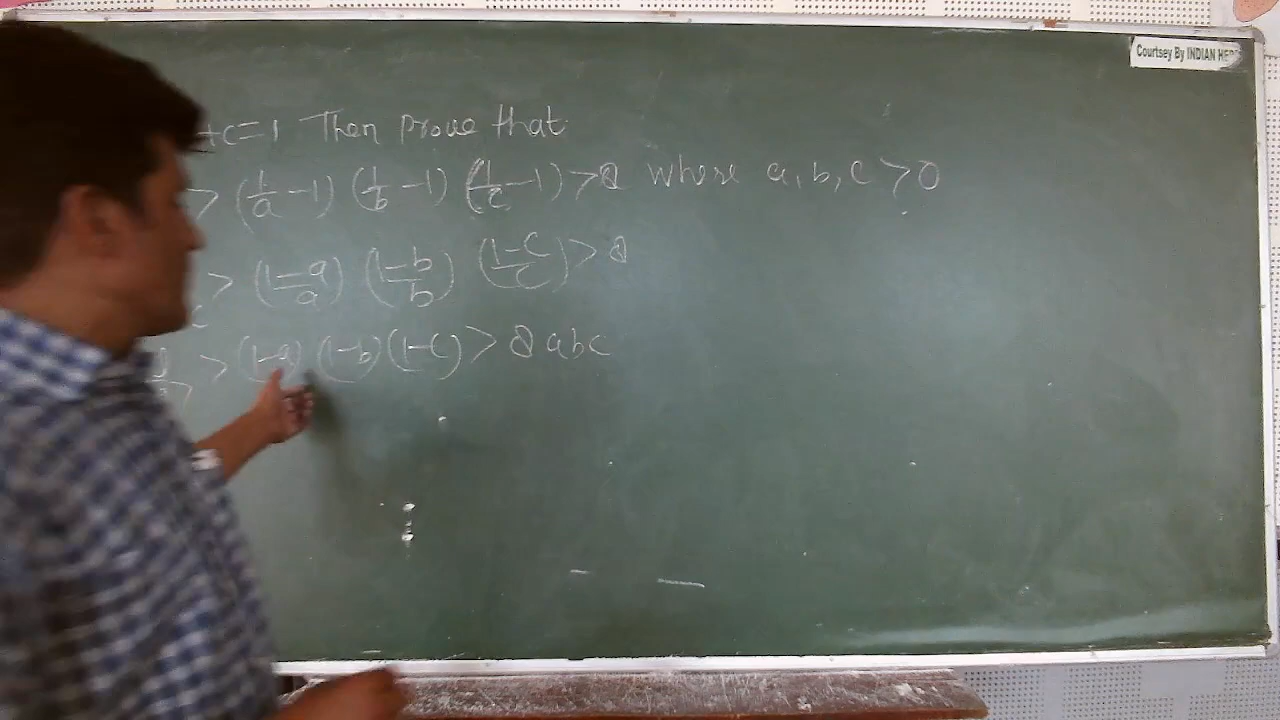 Courtsey By INDIAN HE
+c=1 Then prove that
> (1/a -1) (1/b -1) (1/c -1) > 8 where a, b, c > 0
> (1-a/a) (1-b/b) (1-c/c) > 8
> (1-a) (1-b) (1-c) > 8 abc